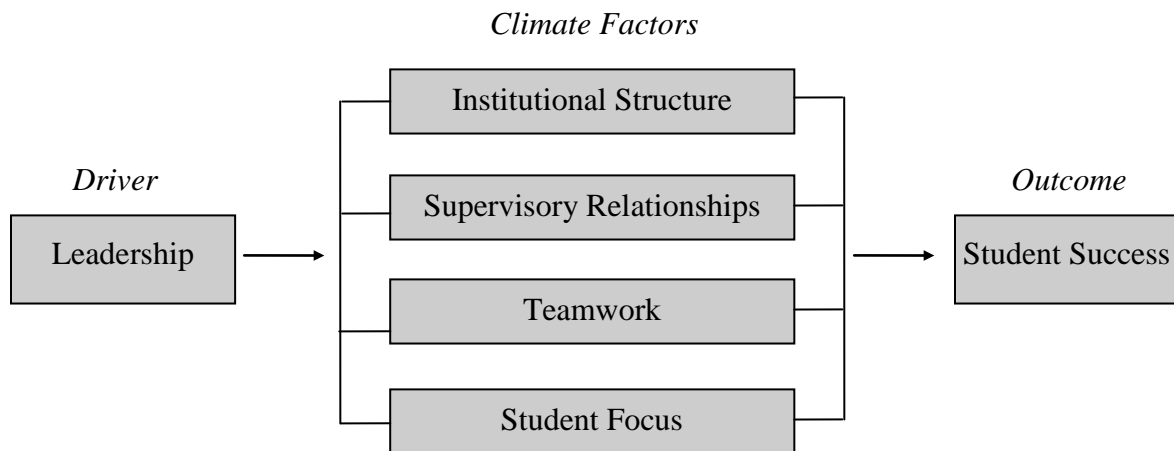 Climate Factors
Institutional Structure
Driver
Supervisory Relationships
Outcome
Leadership
Student Success
Teamwork
Student Focus